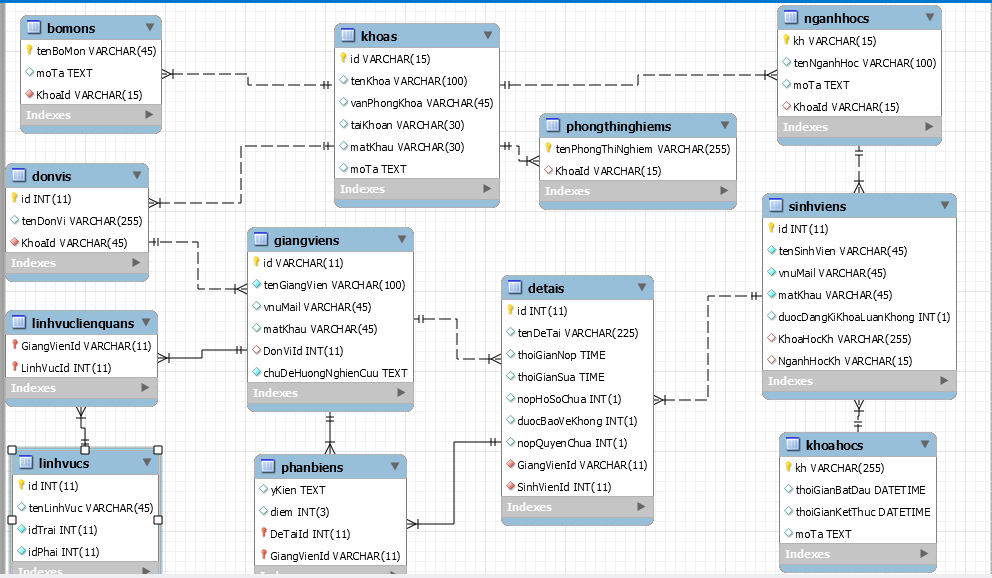 bomons
tenBoMon VARCHAR(45)
moTa TEXT
KhoaId VARCHAR(15)
Indexes
khoas
id VARCHAR(15)
tenKhoa VARCHAR(100)
vanPhongKhoa VARCHAR(45)
taiKhoan VARCHAR(30)
matKhau VARCHAR(30)
moTa TEXT
Indexes
nganhhocs
kh VARCHAR(15)
tenNganhHoc VARCHAR(100)
moTa TEXT
KhoaId VARCHAR(15)
Indexes
phongthinghiems
tenPhongThiNghiem VARCHAR(255)
KhoaId VARCHAR(15)
Indexes
donvis
id INT(11)
tenDonVi VARCHAR(255)
KhoaId VARCHAR(45)
Indexes
giangviens
id VARCHAR(11)
tenGiangVien VARCHAR(100)
vnuMail VARCHAR(45)
matKhau VARCHAR(45)
DonViId INT(11)
chuDeHuongNghienCuu TEXT
Indexes
sinhviens
id INT(11)
tenSinhVien VARCHAR(45)
vnuMail VARCHAR(45)
matKhau VARCHAR(45)
duocDangKiKhoaLuanKhong INT(1)
KhoaHocKh VARCHAR(255)
NganhHocKh VARCHAR(15)
Indexes
detais
id INT(11)
tenDeTai VARCHAR(225)
thoiGianNop TIME
thoiGianSua TIME
nopHoSoChua INT(1)
duocBaoVeKhong INT(1)
nopQuyenChua INT(1)
GiangVienId VARCHAR(11)
SinhVienId INT(11)
Indexes
linhvuclienquans
GiangVienId VARCHAR(11)
LinhVucId INT(11)
Indexes
linhvucs
id INT(11)
tenLinhVuc VARCHAR(45)
idTrai INT(11)
idPhai INT(11)
Indexes
phanbiens
yKien TEXT
diem INT(3)
DeTaiId INT(11)
GiangVienId VARCHAR(11)
khoahocs
kh VARCHAR(255)
thoiGianBatDau DATETIME
thoiGianKetThuc DATETIME
moTa TEXT
Indexes